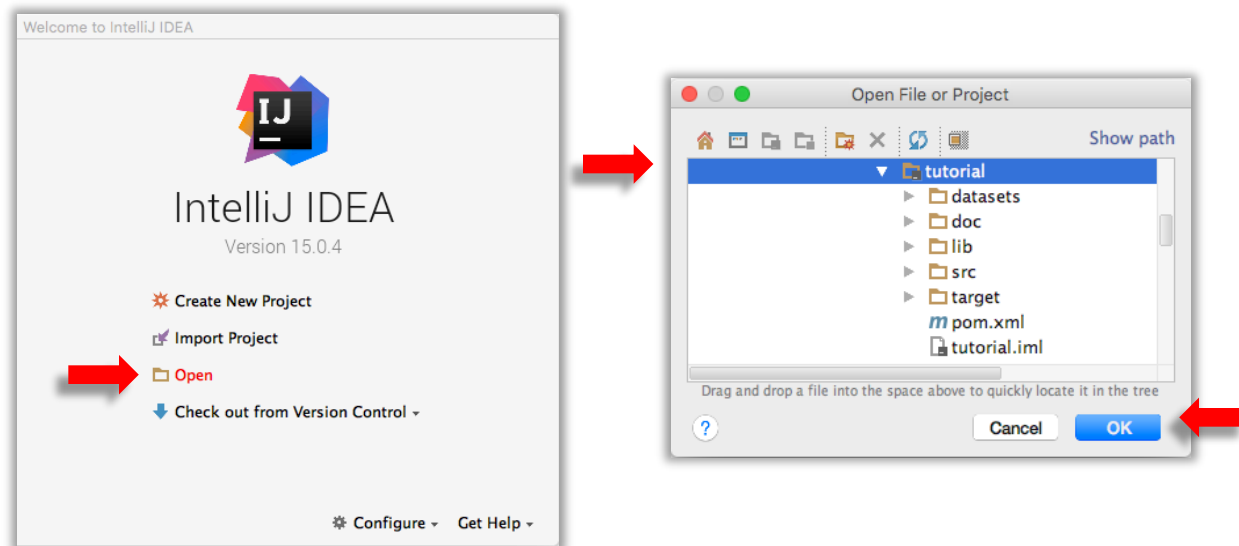 Welcome to IntelliJ IDEA
IJ
IntelliJ IDEA
Version 15.0.4
Create New Project
Import Project
Open
Check out from Version Control
Configure Get Help
Open File or Project
Show path
tutorial
datasets
doc
lib
src
target
m pom.xml
tutorial.iml
Drag and drop a file into the space above to quickly locate it in the tree
? Cancel OK